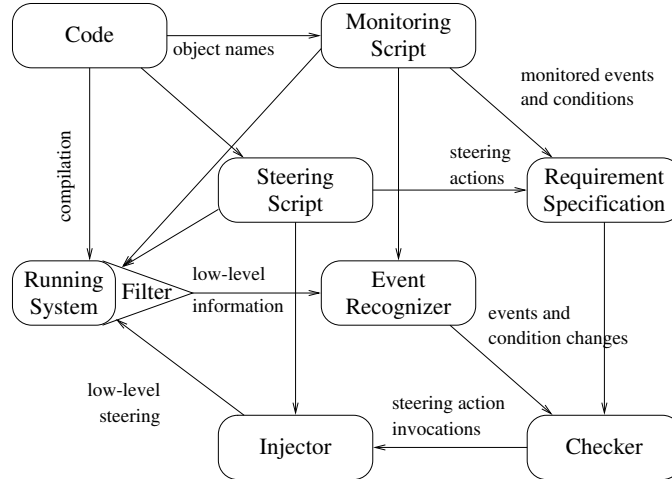 Code
object names
Monitoring
Script
monitored events
and conditions
compilation
Steering
Script
steering
actions
Requirement
Specification
Running
System
Filter
low-level
information
Event
Recognizer
events and
condition changes
low-level
steering
Injector
steering action
invocations
Checker